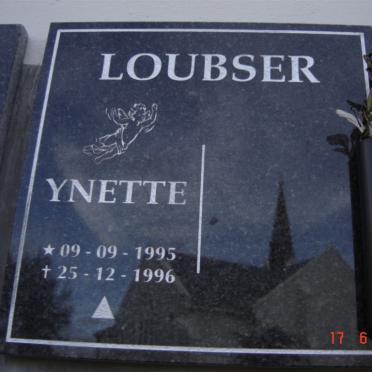 LOUBSER
YNETTE
★ 09 - 09 - 1995
✝ 25 - 12 - 1996
17 6